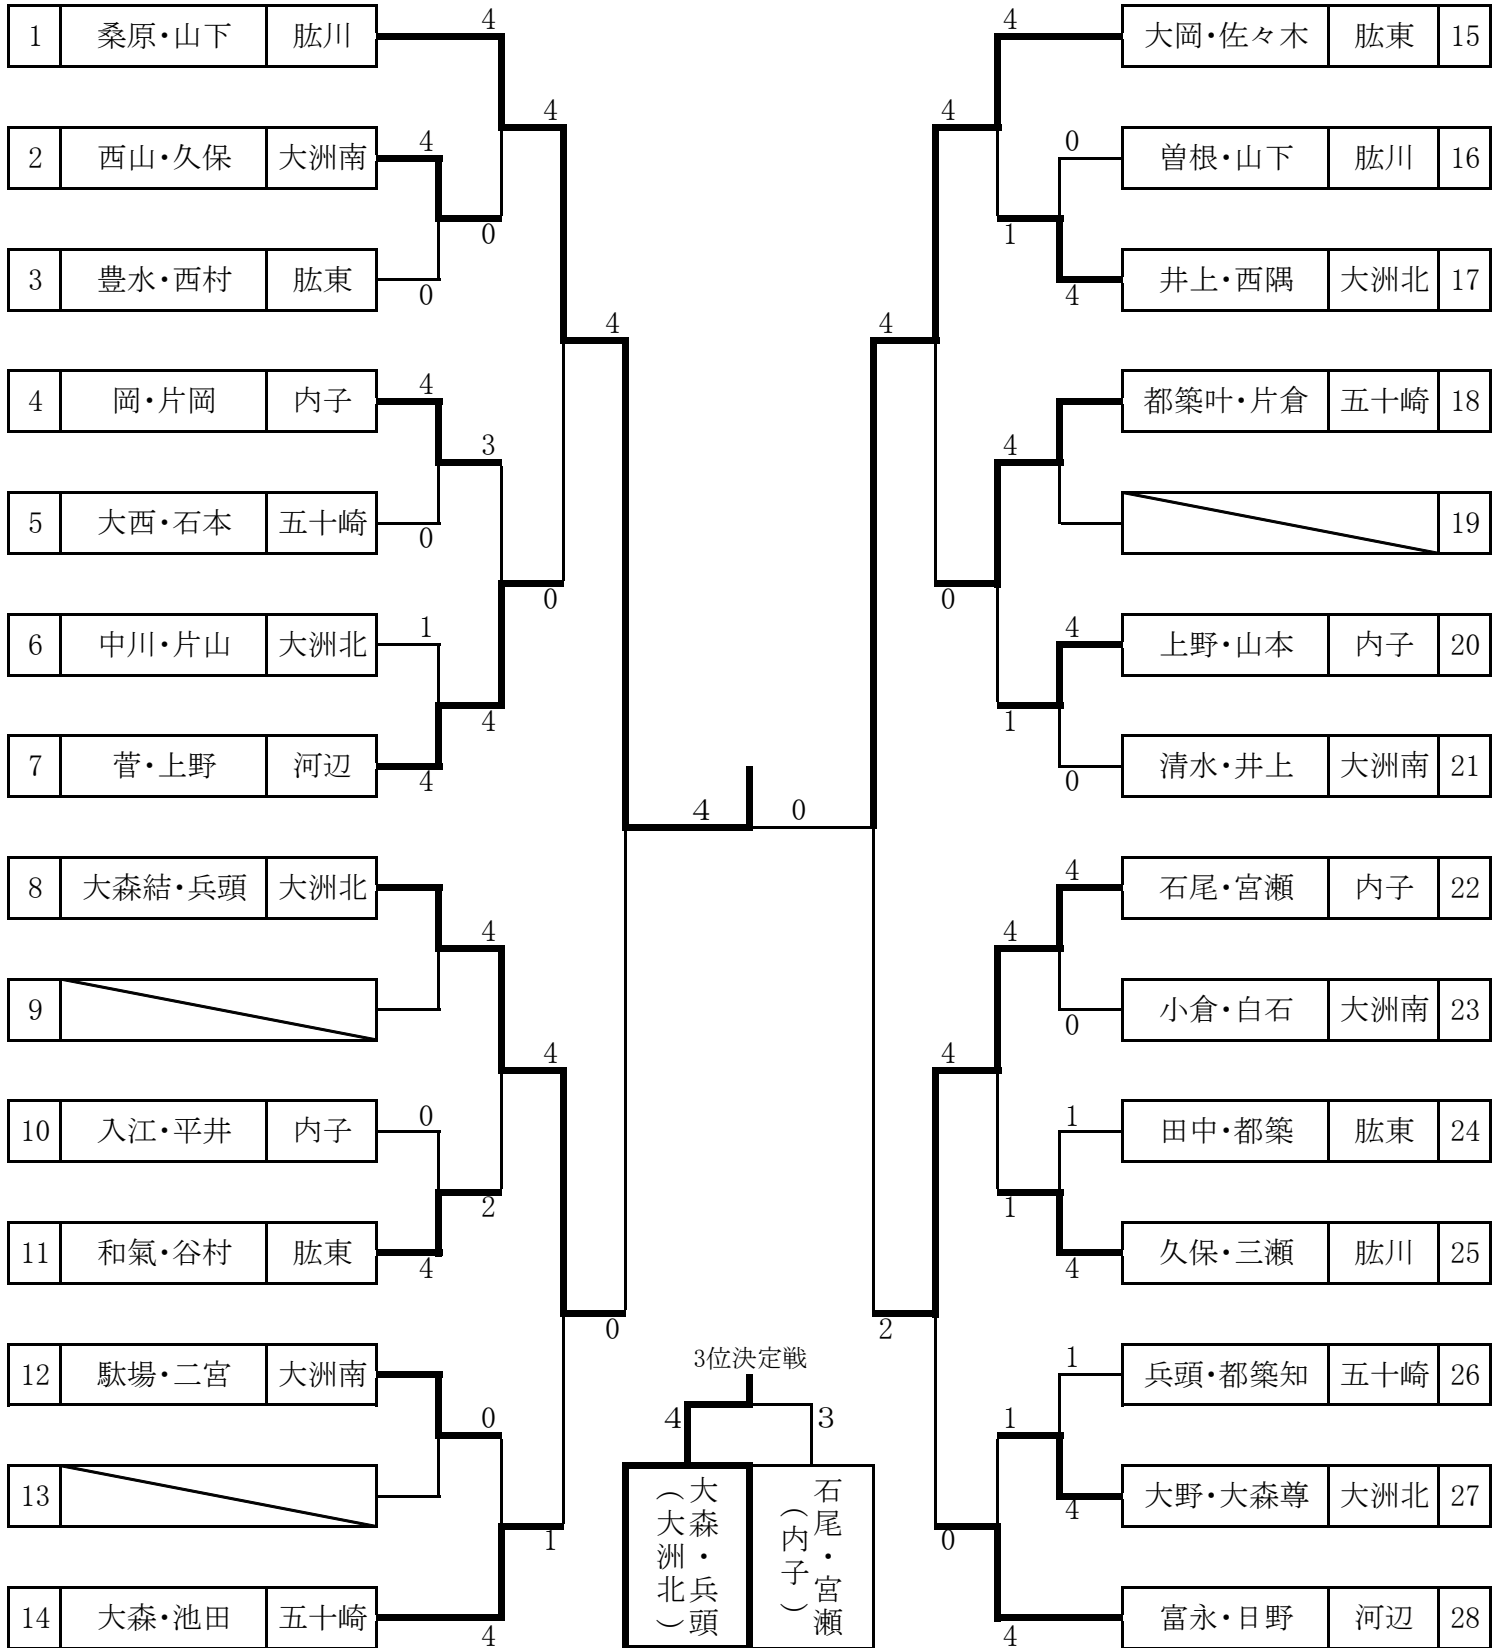 1 桑原・山下 肱川
4
4
大岡・佐々木 肱東 15
4
4
2 西山・久保 大洲南
4
0
曽根・山下 肱川 16
0
1
3 豊水・西村 肱東
0
4
井上・西隅 大洲北 17
4
4
4 岡・片岡 内子
4
都築叶・片倉 五十崎 18
3
4
5 大西・石本 五十崎
0
19
0
0
6 中川・片山 大洲北
1
4
上野・山本 内子 20
4
1
7 菅・上野 河辺
4
0
清水・井上 大洲南 21
4 0
8 大森結・兵頭 大洲北
4
石尾・宮瀬 内子 22
4
4
9
0
小倉・白石 大洲南 23
4
4
10 入江・平井 内子
0
1
田中・都築 肱東 24
2
1
11 和氣・谷村 肱東
4
4
久保・三瀬 肱川 25
0
2
12 駄場・二宮 大洲南
3位決定戦
1
兵頭・都築知 五十崎 26
0
4 3
1
13
大森・兵頭
(大洲北)
石尾・宮瀬
(内子)
4
大野・大森尊 大洲北 27
1
0
14 大森・池田 五十崎
4
4
富永・日野 河辺 28